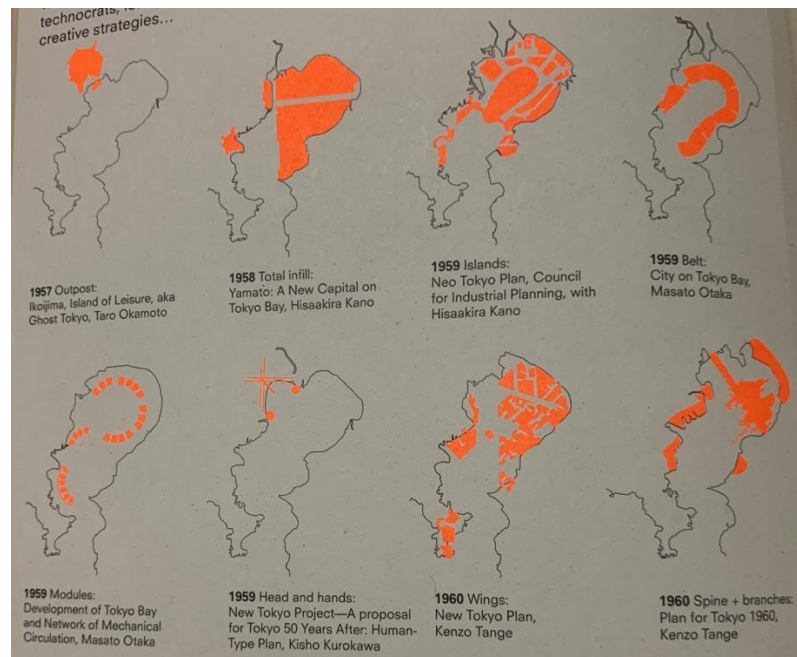 technocrats,
creative strategies...
1957 Outpost:
Ikoijima, Island of Leisure, aka
Ghost Tokyo, Taro Okamoto
1958 Total infill:
Yamato: A New Capital on
Tokyo Bay, Hisaakira Kano
1959 Islands:
Neo Tokyo Plan, Council
for Industrial Planning, with
Hisaakira Kano
1959 Belt:
City on Tokyo Bay,
Masato Otaka
1959 Modules:
Development of Tokyo Bay
and Network of Mechanical
Circulation, Masato Otaka
1959 Head and hands:
New Tokyo Project—A proposal
for Tokyo 50 Years After: Human-
Type Plan, Kisho Kurokawa
1960 Wings:
New Tokyo Plan,
Kenzo Tange
1960 Spine + branches:
Plan for Tokyo 1960,
Kenzo Tange